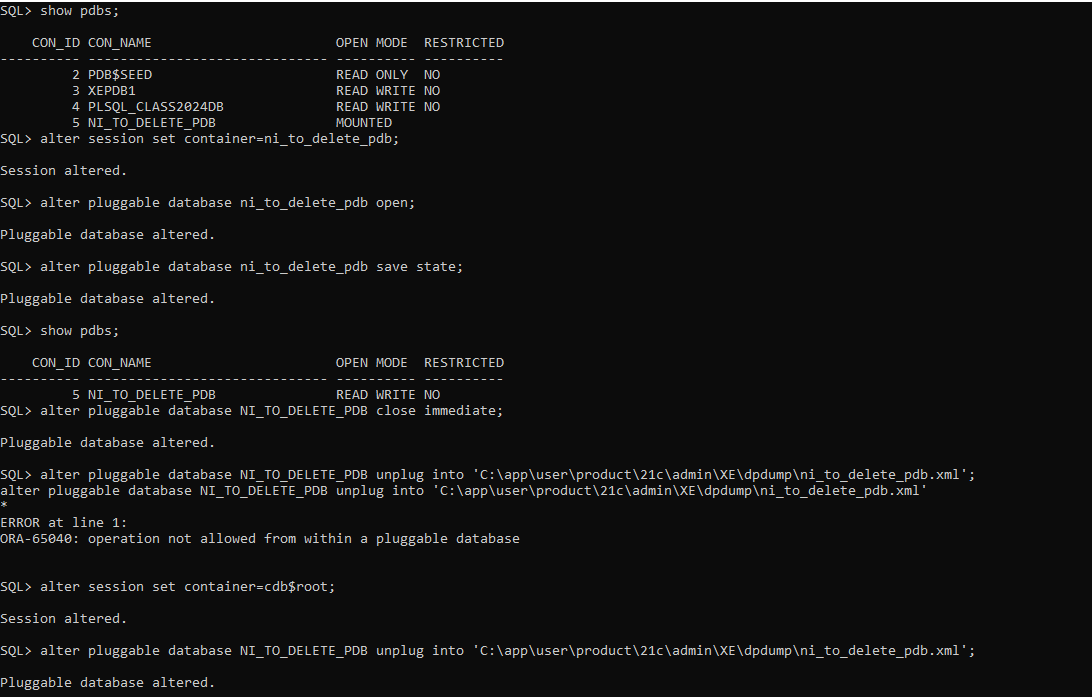 SQL> show pdbs;
    CON_ID CON_NAME                       OPEN MODE  RESTRICTED
---------- ------------------------------ ---------- ----------
         2 PDB$SEED                       READ ONLY  NO
         3 XEPDB1                         READ WRITE NO
         4 PLSQL_CLASS2024DB              READ WRITE NO
         5 NI_TO_DELETE_PDB               MOUNTED
SQL> alter session set container=ni_to_delete_pdb;
Session altered.
SQL> alter pluggable database ni_to_delete_pdb open;
Pluggable database altered.
SQL> alter pluggable database ni_to_delete_pdb save state;
Pluggable database altered.
SQL> show pdbs;
    CON_ID CON_NAME                       OPEN MODE  RESTRICTED
---------- ------------------------------ ---------- ----------
         5 NI_TO_DELETE_PDB               READ WRITE NO
SQL> alter pluggable database NI_TO_DELETE_PDB close immediate;
Pluggable database altered.
SQL> alter pluggable database NI_TO_DELETE_PDB unplug into 'C:\app\user\product\21c\admin\XE\dpdump\ni_to_delete_pdb.xml';
alter pluggable database NI_TO_DELETE_PDB unplug into 'C:\app\user\product\21c\admin\XE\dpdump\ni_to_delete_pdb.xml'
*
ERROR at line 1:
ORA-65040: operation not allowed from within a pluggable database
SQL> alter session set container=cdb$root;
Session altered.
SQL> alter pluggable database NI_TO_DELETE_PDB unplug into 'C:\app\user\product\21c\admin\XE\dpdump\ni_to_delete_pdb.xml';
Pluggable database altered.